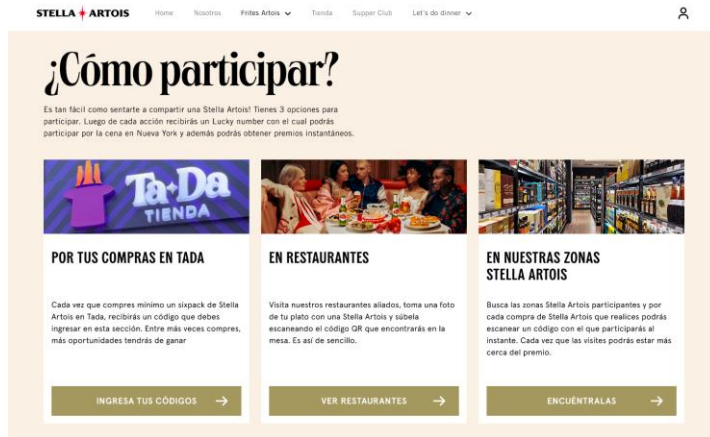 STELLA ARTOIS
Home
Nosotros
Frites Artois
Tienda
Supper Club
Let's do dinner
¿Cómo participar?
Es tan fácil como sentarte a compartir una Stella Artois! Tienes 3 opciones para
participar. Luego de cada acción recibirás un Lucky number con el cual podrás
participar por la cena en Nueva York y además podrás obtener premios instantáneos.
Ta-Da
TIENDA
POR TUS COMPRAS EN TADA
Cada vez que compres mínimo un sixpack de Stella
Artois en Tada, recibirás un código que debes
ingresar en esta sección. Entre más veces compres,
más oportunidades tendrás de ganar
INGRESA TUS CÓDIGOS
EN RESTAURANTES
Visita nuestros restaurantes aliados, toma una foto
de tu plato con una Stella Artois y súbela
escaneando el código QR que encontrarás en la
mesa. Es así de sencillo.
VER RESTAURANTES
EN NUESTRAS ZONAS
STELLA ARTOIS
Busca las zonas Stella Artois participantes y por
cada compra de Stella Artois que realices podrás
escanear un código con el que participarás al
instante. Cada vez que las visites podrás estar más
cerca del premio.
ENCUÉNTRALAS